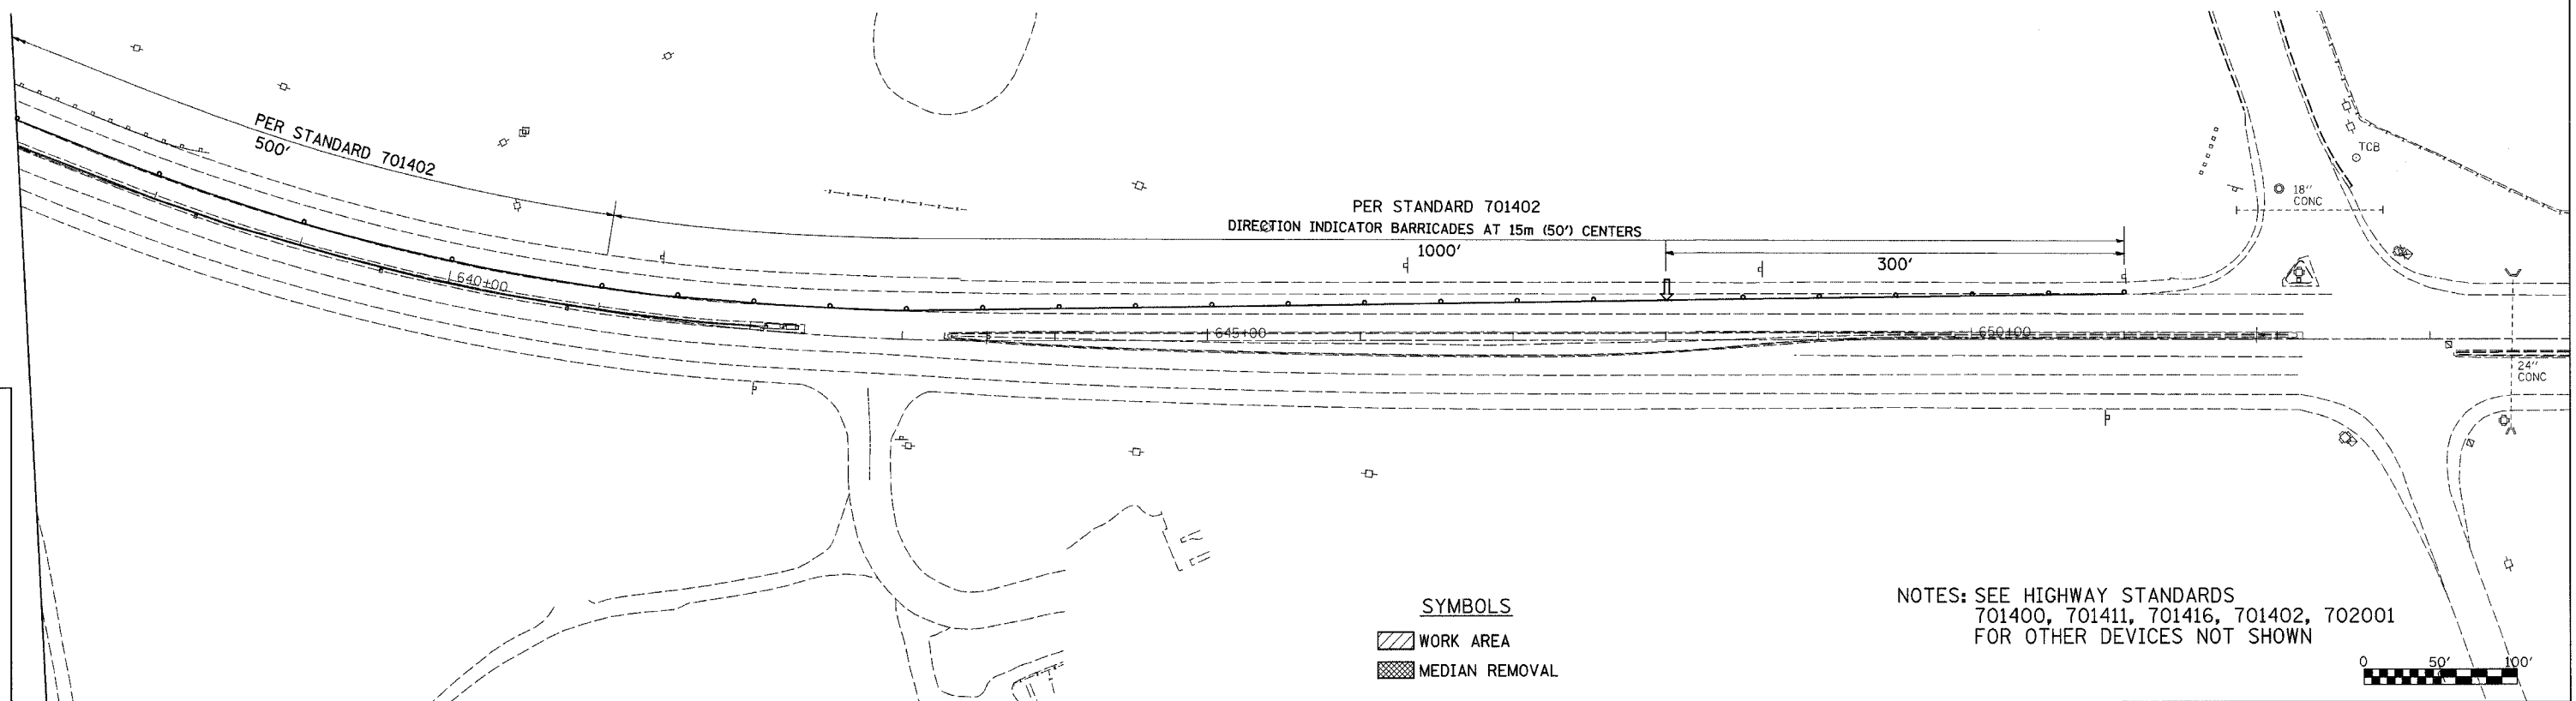 PER STANDARD 701402
500'
PER STANDARD 701402
DIRECTION INDICATOR BARRICADES AT 15m (50') CENTERS
1000'
300'
TCB
18"
CONC
640+00
645+00
650+00
24"
CONC
SYMBOLS
WORK AREA
MEDIAN REMOVAL
NOTES: SEE HIGHWAY STANDARDS
701400, 701411, 701416, 701402, 702001
FOR OTHER DEVICES NOT SHOWN
0 50' 100'